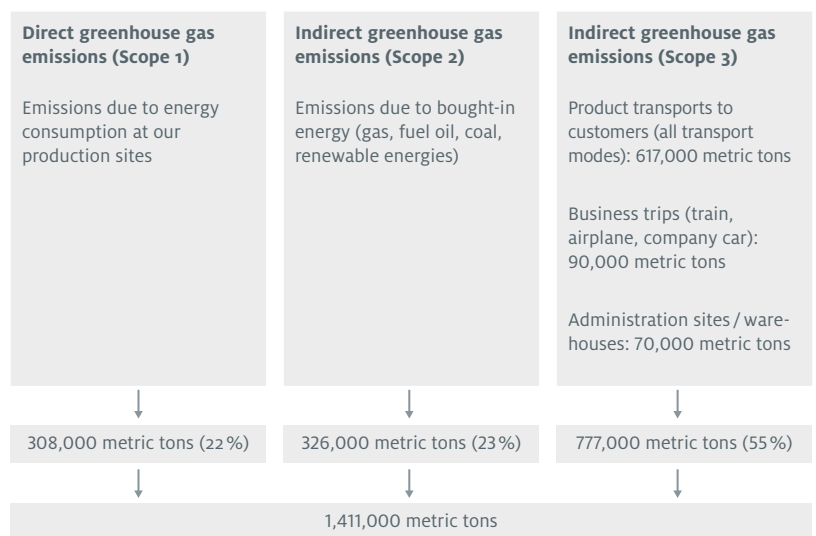 Direct greenhouse gas
emissions (Scope 1)
Emissions due to energy
consumption at our
production sites
Indirect greenhouse gas
emissions (Scope 2)
Emissions due to bought-in
energy (gas, fuel oil, coal,
renewable energies)
Indirect greenhouse gas
emissions (Scope 3)
Product transports to
customers (all transport
modes): 617,000 metric tons
Business trips (train,
airplane, company car):
90,000 metric tons
Administration sites / ware-
houses: 70,000 metric tons
308,000 metric tons (22 %)
326,000 metric tons (23 %)
777,000 metric tons (55 %)
1,411,000 metric tons